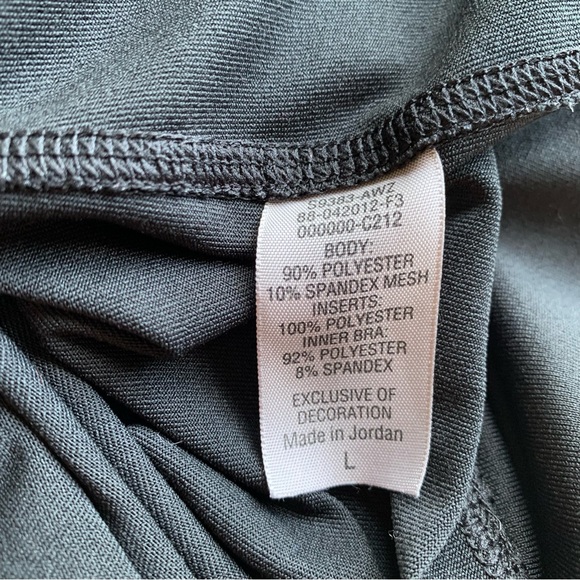 S9383-AWZ
88-042012-F3
000000-C212
BODY:
90% POLYESTER
10% SPANDEX MESH
INSERTS:
100% POLYESTER
INNER BRA:
92% POLYESTER
8% SPANDEX
EXCLUSIVE OF
DECORATION
Made in Jordan
L